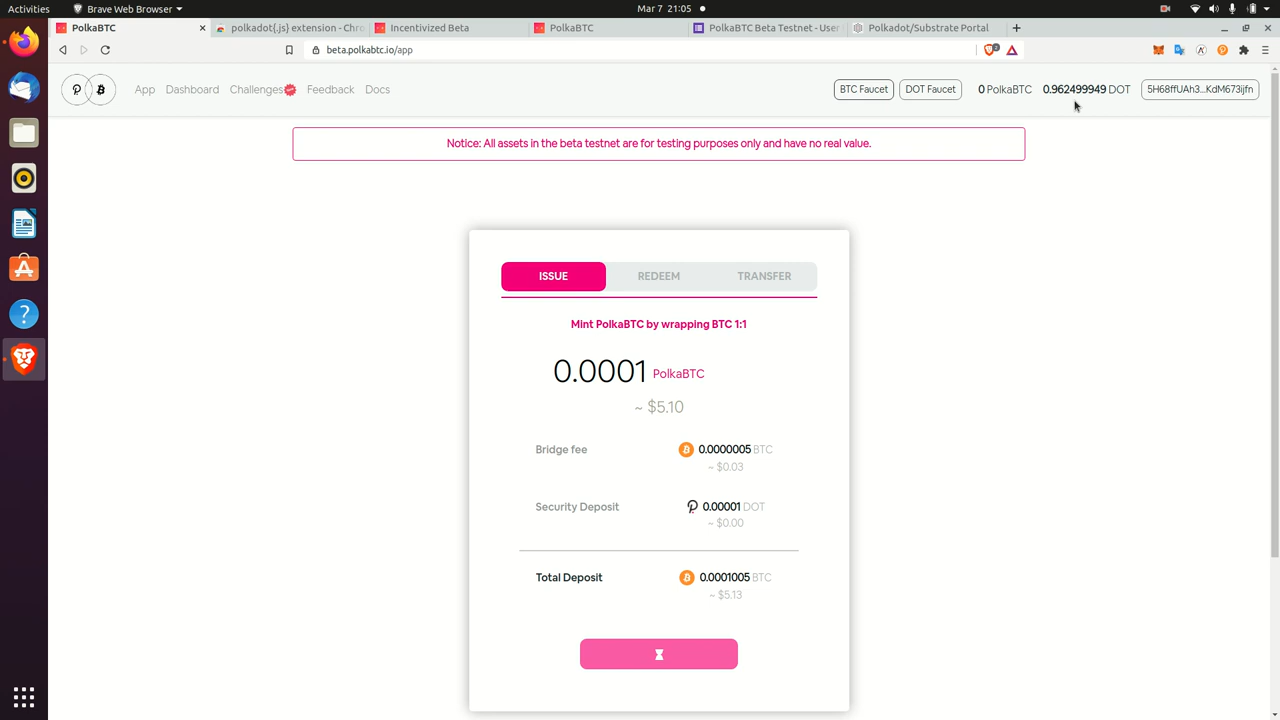 Activities
Brave Web Browser
Mar 7 21:05
PolkaBTC
polkadot{.js} extension - Chro
Incentivized Beta
PolkaBTC
PolkaBTC Beta Testnet - User
Polkadot/Substrate Portal
beta.polkabtc.io/app
2
App
Dashboard
Challenges
Feedback
Docs
BTC Faucet
DOT Faucet
0 PolkaBTC
0.962499949 DOT
5H68ffUAh3...KdM673ijfn
Notice: All assets in the beta testnet are for testing purposes only and have no real value.
ISSUE
REDEEM
TRANSFER
Mint PolkaBTC by wrapping BTC 1:1
0.0001 PolkaBTC
~ $5.10
Bridge fee
0.0000005 BTC
~ $0.03
Security Deposit
0.00001 DOT
~ $0.00
Total Deposit
0.0001005 BTC
~ $5.13